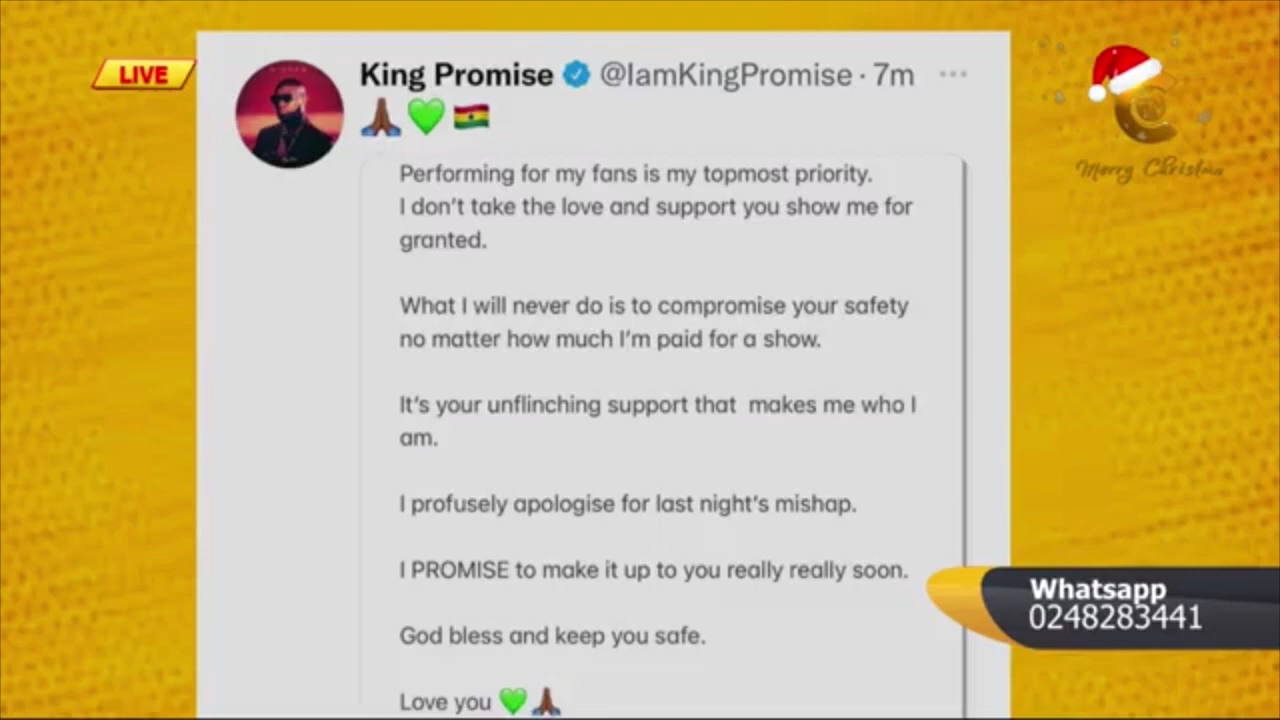 LIVE
King Promise @IamKingPromise · 7m
🙏🏾 💚 🇬🇭
Performing for my fans is my topmost priority.
I don't take the love and support you show me for
granted.
What I will never do is to compromise your safety
no matter how much I'm paid for a show.
It's your unflinching support that makes me who I
am.
I profusely apologise for last night's mishap.
I PROMISE to make it up to you really really soon.
God bless and keep you safe.
Love you 💚 🙏🏾
Merry Christmas
Whatsapp
0248283441